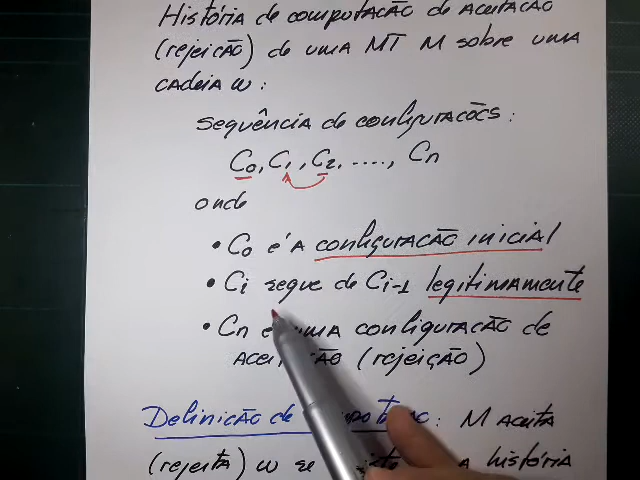 História de computação de aceitação
(rejeição) de uma MT M sobre uma
cadeia w:
sequência de configurações:
C0, C1, C2, ...., Cn
onde
• C0 é a configuração inicial
• Ci segue de Ci-1 legitimamente
• Cn é uma configuração de
aceitação (rejeição)
Definição de : M aceita
(rejeita) w se a história